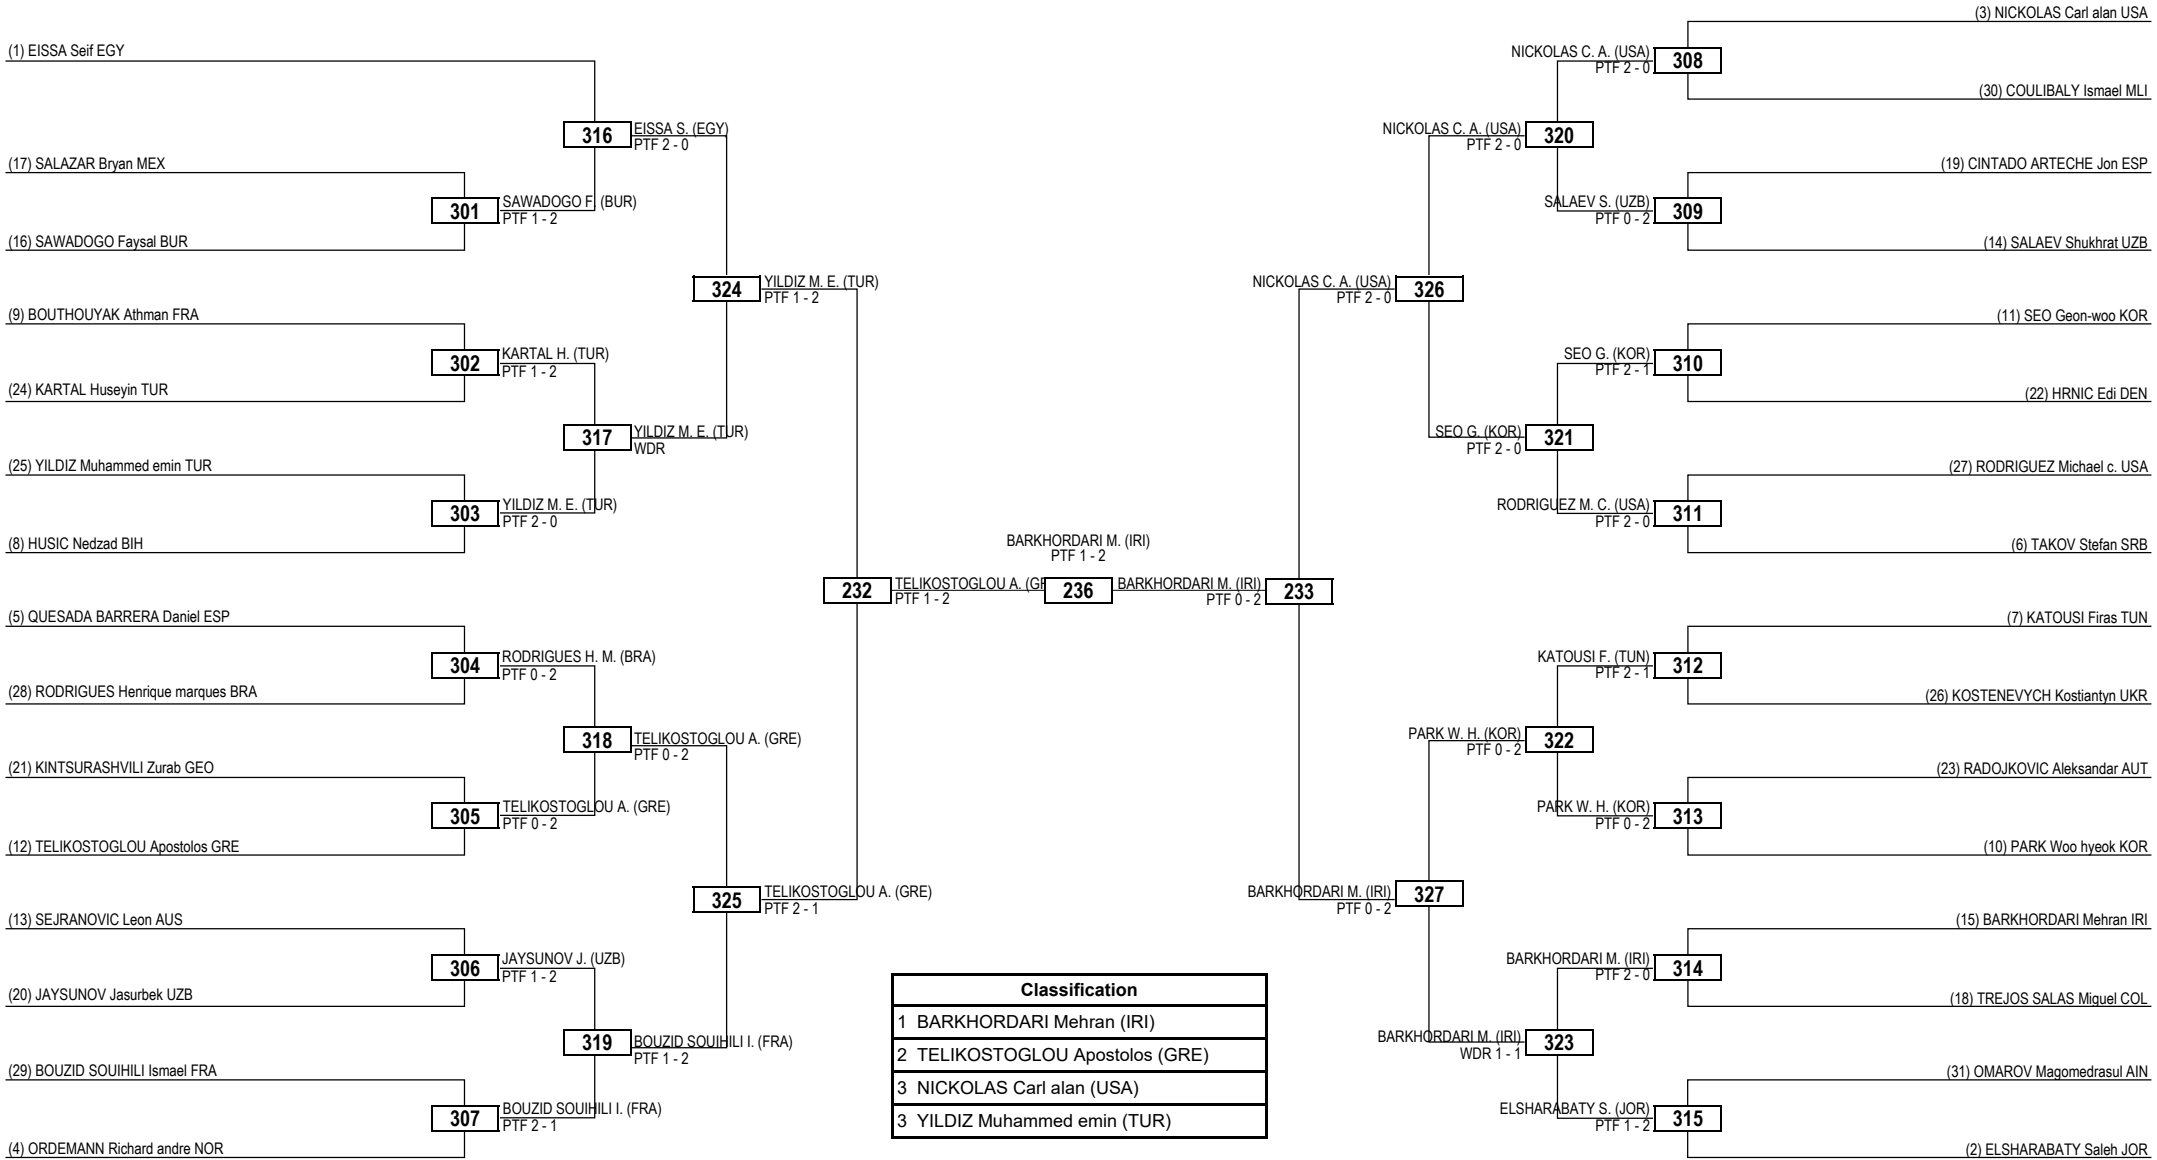 (1) EISSA Seif EGY
(17) SALAZAR Bryan MEX
(16) SAWADOGO Faysal BUR
(9) BOUTHOUYAK Athman FRA
(24) KARTAL Huseyin TUR
(25) YILDIZ Muhammed emin TUR
(8) HUSIC Nedzad BIH
(5) QUESADA BARRERA Daniel ESP
(28) RODRIGUES Henrique marques BRA
(21) KINTSURASHVILI Zurab GEO
(12) TELIKOSTOGLOU Apostolos GRE
(13) SEJRANOVIC Leon AUS
(20) JAYSUNOV Jasurbek UZB
(29) BOUZID SOUIHILI Ismael FRA
(4) ORDEMANN Richard andre NOR
301
SAWADOGO F. (BUR)
PTF 1 - 2
302
KARTAL H. (TUR)
PTF 1 - 2
303
YILDIZ M. E. (TUR)
PTF 2 - 0
304
RODRIGUES H. M. (BRA)
PTF 0 - 2
305
TELIKOSTOGLOU A. (GRE)
PTF 0 - 2
306
JAYSUNOV J. (UZB)
PTF 1 - 2
307
BOUZID SOUIHILI I. (FRA)
PTF 2 - 1
316
EISSA S. (EGY)
PTF 2 - 0
317
YILDIZ M. E. (TUR)
WDR
318
TELIKOSTOGLOU A. (GRE)
PTF 0 - 2
319
BOUZID SOUIHILI I. (FRA)
PTF 1 - 2
324
YILDIZ M. E. (TUR)
PTF 1 - 2
325
TELIKOSTOGLOU A. (GRE)
PTF 2 - 1
232
TELIKOSTOGLOU A. (GR
PTF 1 - 2
BARKHORDARI M. (IRI)
PTF 1 - 2
236
BARKHORDARI M. (IRI)
PTF 0 - 2
233
NICKOLAS C. A. (USA)
PTF 2 - 0
326
BARKHORDARI M. (IRI)
PTF 0 - 2
327
NICKOLAS C. A. (USA)
PTF 2 - 0
320
SEO G. (KOR)
PTF 2 - 0
321
PARK W. H. (KOR)
PTF 0 - 2
322
BARKHORDARI M. (IRI)
WDR 1 - 1
323
NICKOLAS C. A. (USA)
PTF 2 - 0
308
SALAEV S. (UZB)
PTF 0 - 2
309
SEO G. (KOR)
PTF 2 - 1
310
RODRIGUEZ M. C. (USA)
PTF 2 - 0
311
KATOUSI F. (TUN)
PTF 2 - 1
312
PARK W. H. (KOR)
PTF 0 - 2
313
BARKHORDARI M. (IRI)
PTF 2 - 0
314
ELSHARABATY S. (JOR)
PTF 1 - 2
315
(3) NICKOLAS Carl alan USA
(30) COULIBALY Ismael MLI
(19) CINTADO ARTECHE Jon ESP
(14) SALAEV Shukhrat UZB
(11) SEO Geon-woo KOR
(22) HRNIC Edi DEN
(27) RODRIGUEZ Michael c. USA
(6) TAKOV Stefan SRB
(7) KATOUSI Firas TUN
(26) KOSTENEVYCH Kostiantyn UKR
(23) RADOJKOVIC Aleksandar AUT
(10) PARK Woo hyeok KOR
(15) BARKHORDARI Mehran IRI
(18) TREJOS SALAS Miguel COL
(31) OMAROV Magomedrasul AIN
(2) ELSHARABATY Saleh JOR
Classification
1 BARKHORDARI Mehran (IRI)
2 TELIKOSTOGLOU Apostolos (GRE)
3 NICKOLAS Carl alan (USA)
3 YILDIZ Muhammed emin (TUR)